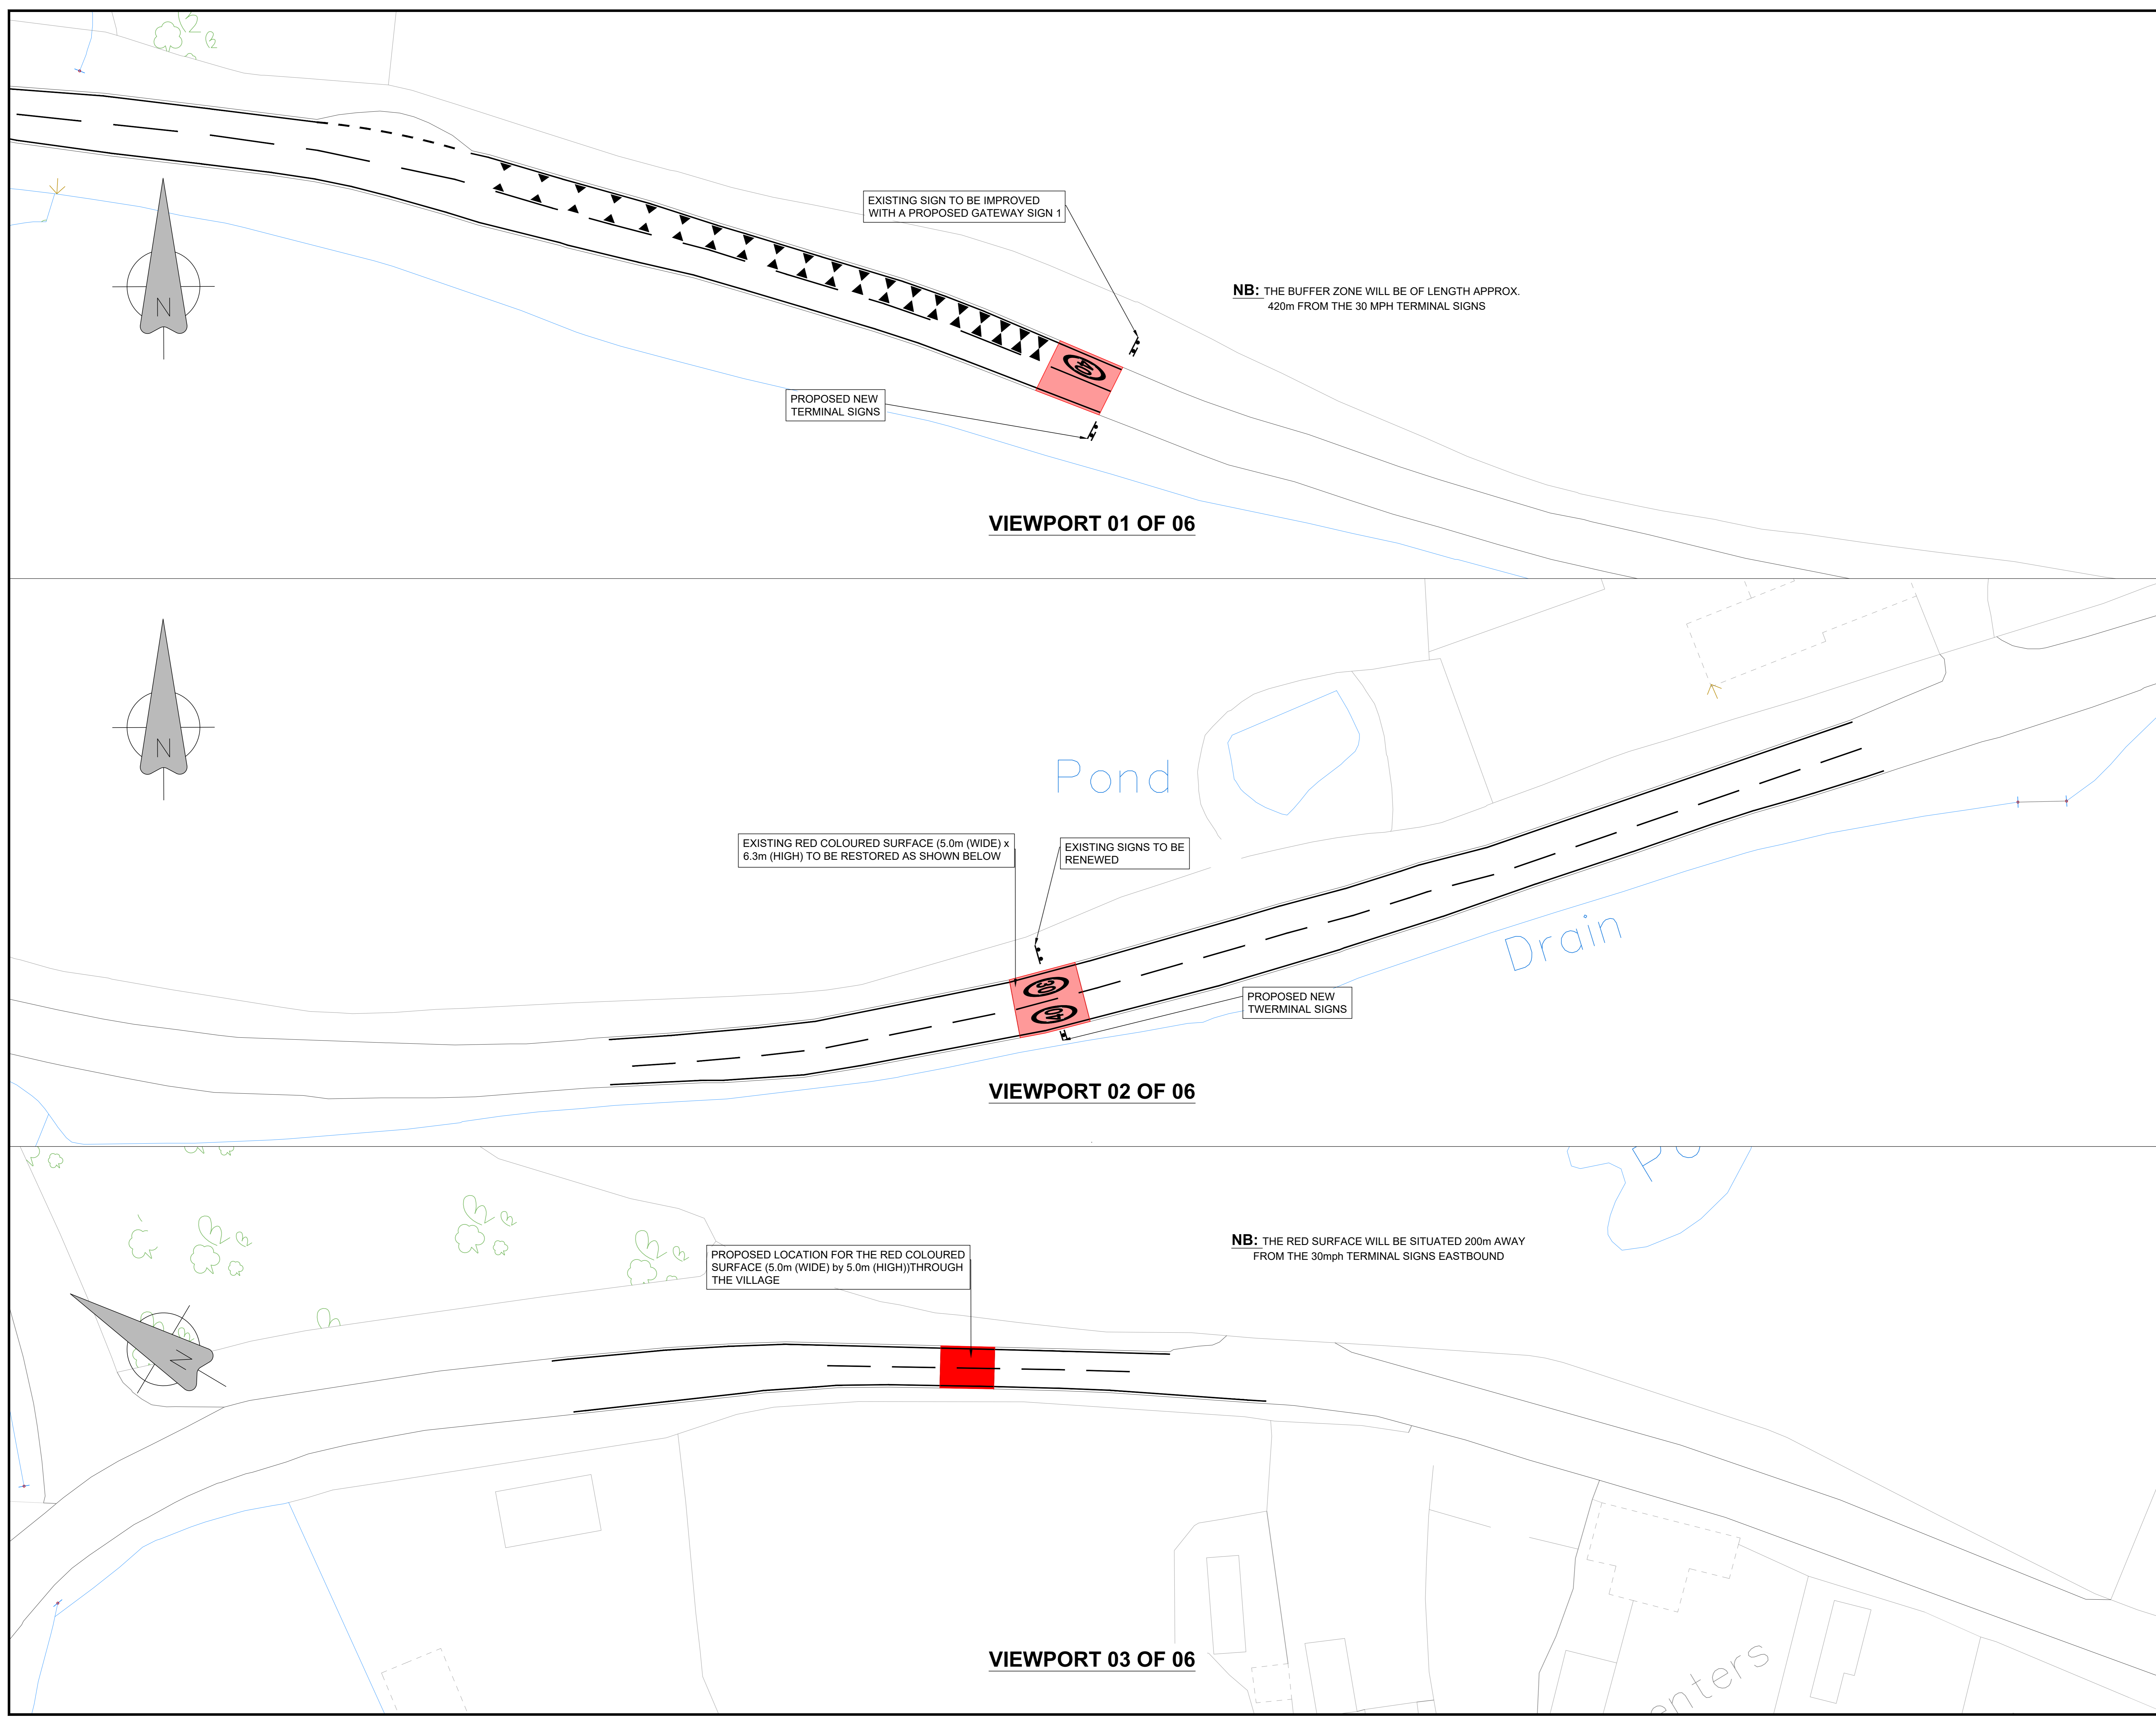 EXISTING SIGN TO BE IMPROVED
WITH A PROPOSED GATEWAY SIGN 1
NB: THE BUFFER ZONE WILL BE OF LENGTH APPROX.
420m FROM THE 30 MPH TERMINAL SIGNS
N
40
PROPOSED NEW
TERMINAL SIGNS
VIEWPORT 01 OF 06
N
Pond
EXISTING RED COLOURED SURFACE (5.0m (WIDE) x
6.3m (HIGH) TO BE RESTORED AS SHOWN BELOW
EXISTING SIGNS TO BE
RENEWED
Drain
30
40
PROPOSED NEW
TWERMINAL SIGNS
VIEWPORT 02 OF 06
NB: THE RED SURFACE WILL BE SITUATED 200m AWAY
FROM THE 30mph TERMINAL SIGNS EASTBOUND
PROPOSED LOCATION FOR THE RED COLOURED
SURFACE (5.0m (WIDE) by 5.0m (HIGH))THROUGH
THE VILLAGE
N
VIEWPORT 03 OF 06